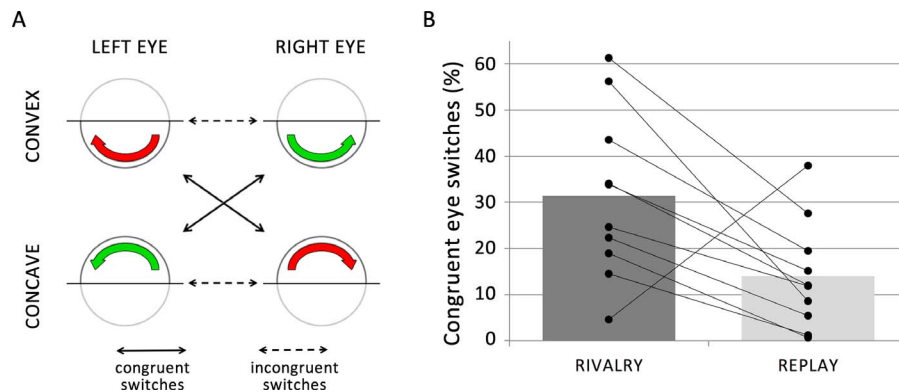 A
LEFT EYE
RIGHT EYE
CONVEX
CONCAVE
congruent
switches
incongruent
switches
B
Congruent eye switches (%)
60
50
40
30
20
10
0
RIVALRY
REPLAY